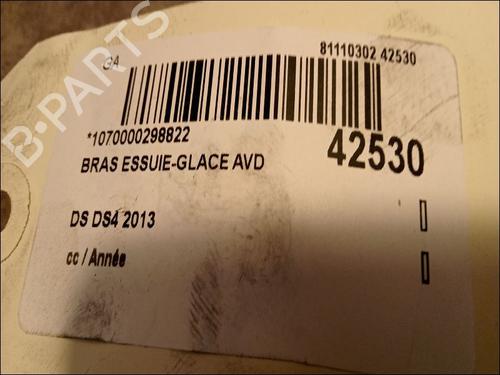 GA
81110302 42530
*1070000298822
42530
BRAS ESSUIE-GLACE AVD
DS DS4 2013
cc / Année
B-PARTS